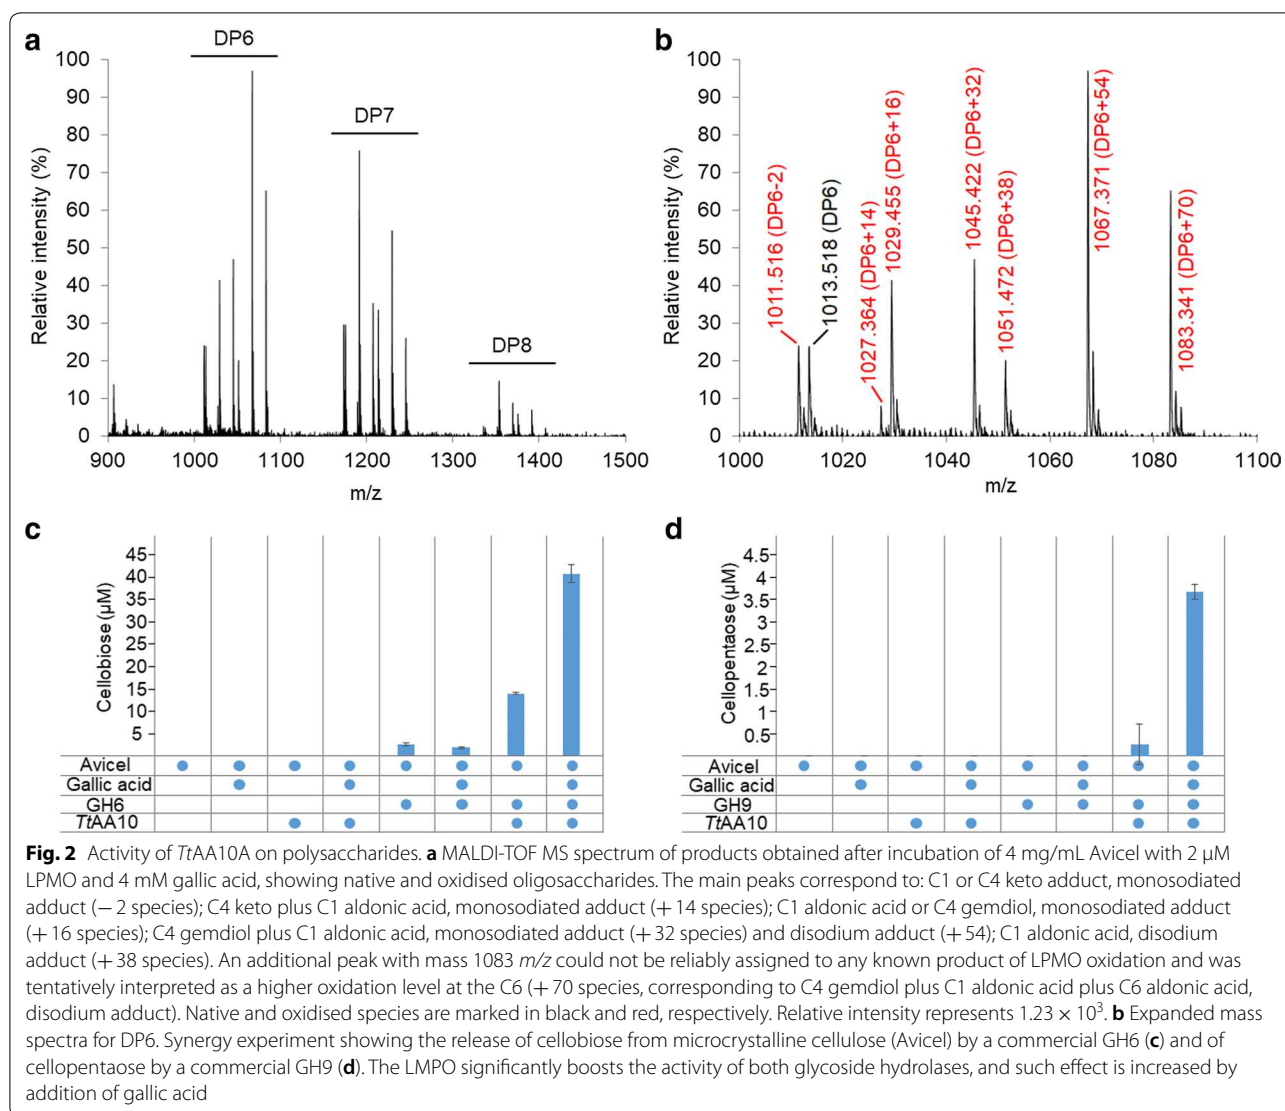 a
DP6
DP7
DP8
100
90
80
70
60
50
40
30
20
10
0
Relative intensity (%)
900 1000 1100 1200 1300 1400 1500
m/z
b
100
90
80
70
60
50
40
30
20
10
0
Relative intensity (%)
1011.516 (DP6-2)
1013.518 (DP6)
1027.364 (DP6+14)
1029.455 (DP6+16)
1045.422 (DP6+32)
1051.472 (DP6+38)
1067.371 (DP6+54)
1083.341 (DP6+70)
1000 1020 1040 1060 1080 1100
m/z
c
45
40
35
30
25
20
15
10
5
Cellobiose (µM)
Avicel
Gallic acid
GH6
TtAA10
d
4.5
4
3.5
3
2.5
2
1.5
1
0.5
Cellopentaose (µM)
Avicel
Gallic acid
GH9
TtAA10
Fig. 2 Activity of TtAA10A on polysaccharides. a MALDI-TOF MS spectrum of products obtained after incubation of 4 mg/mL Avicel with 2 µM
LPMO and 4 mM gallic acid, showing native and oxidised oligosaccharides. The main peaks correspond to: C1 or C4 keto adduct, monosodiated
adduct (− 2 species); C4 keto plus C1 aldonic acid, monosodiated adduct (+ 14 species); C1 aldonic acid or C4 gemdiol, monosodiated adduct
(+ 16 species); C4 gemdiol plus C1 aldonic acid, monosodiated adduct (+ 32 species) and disodium adduct (+ 54); C1 aldonic acid, disodium
adduct (+ 38 species). An additional peak with mass 1083 m/z could not be reliably assigned to any known product of LPMO oxidation and was
tentatively interpreted as a higher oxidation level at the C6 (+ 70 species, corresponding to C4 gemdiol plus C1 aldonic acid plus C6 aldonic acid,
disodium adduct). Native and oxidised species are marked in black and red, respectively. Relative intensity represents 1.23 × 10³. b Expanded mass
spectra for DP6. Synergy experiment showing the release of cellobiose from microcrystalline cellulose (Avicel) by a commercial GH6 (c) and of
cellopentaose by a commercial GH9 (d). The LMPO significantly boosts the activity of both glycoside hydrolases, and such effect is increased by
addition of gallic acid